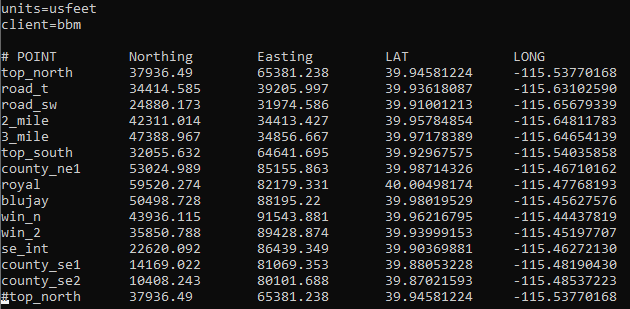 units=usfeet
client=bbm
# POINT Northing Easting LAT LONG
top_north 37936.49 65381.238 39.94581224 -115.53770168
road_t 34414.585 39205.997 39.93618087 -115.63102590
road_sw 24880.173 31974.586 39.91001213 -115.65679339
2_mile 42311.014 34413.427 39.95784854 -115.64811783
3_mile 47388.967 34856.667 39.97178389 -115.64654139
top_south 32055.632 64641.695 39.92967575 -115.54035858
county_ne1 53024.989 85155.863 39.98714326 -115.46710162
royal 59520.274 82179.331 40.00498174 -115.47768193
blujay 50498.728 88195.22 39.98019529 -115.45627576
win_n 43936.115 91543.881 39.96216795 -115.44437819
win_2 35850.788 89428.874 39.93999153 -115.45197707
se_int 22620.092 86439.349 39.90369881 -115.46272130
county_se1 14169.022 81069.353 39.88053228 -115.48190430
county_se2 10408.243 80101.688 39.87021593 -115.48537223
#top_north 37936.49 65381.238 39.94581224 -115.53770168